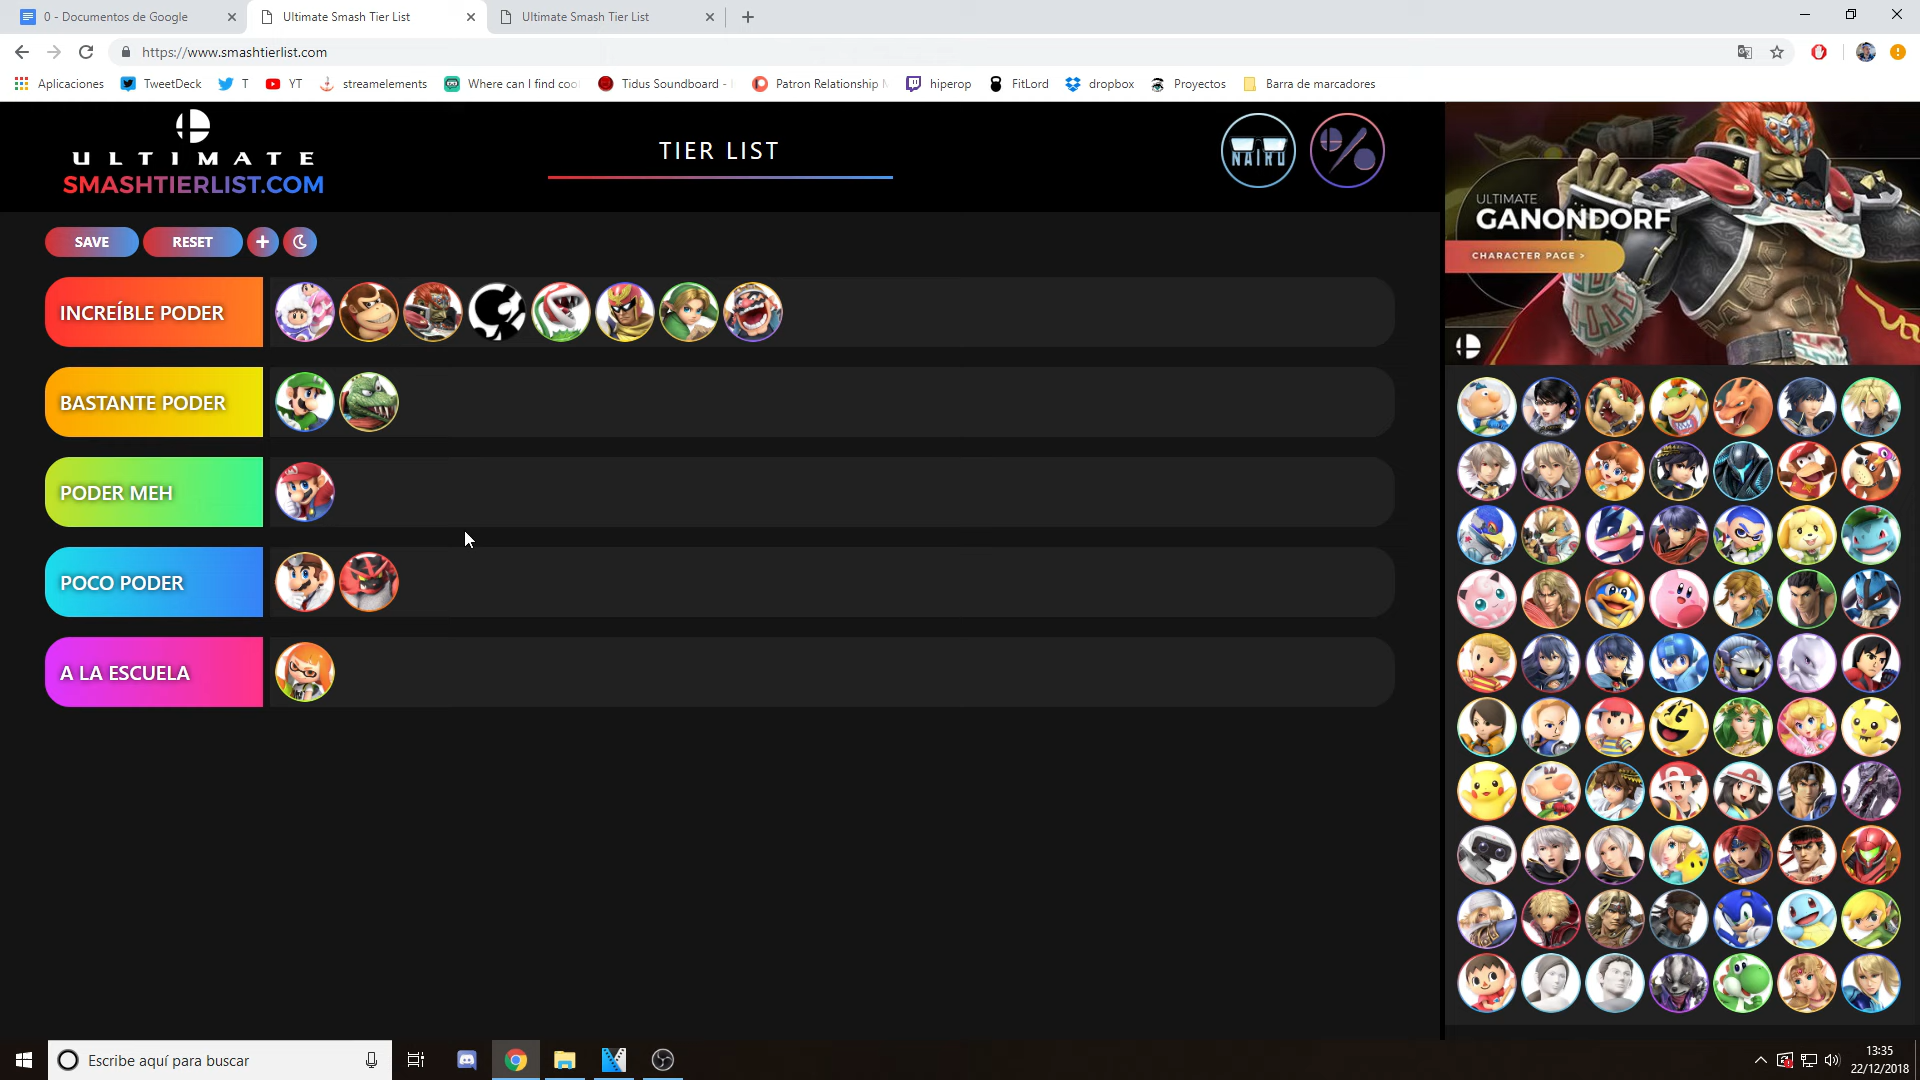 0 - Documentos de Google
Ultimate Smash Tier List
Ultimate Smash Tier List
https://www.smashtierlist.com
Aplicaciones
TweetDeck
T
YT
streamelements
Where can I find coo
Tidus Soundboard -
Patron Relationship
hiperop
FitLord
dropbox
Proyectos
Barra de marcadores
ULTIMATE
SMASHTIERLIST.COM
TIER LIST
NAIRO
ULTIMATE
GANONDORF
CHARACTER PAGE >
SAVE
RESET
+
INCREÍBLE PODER
BASTANTE PODER
PODER MEH
POCO PODER
A LA ESCUELA
Escribe aquí para buscar
13:35
22/12/2018